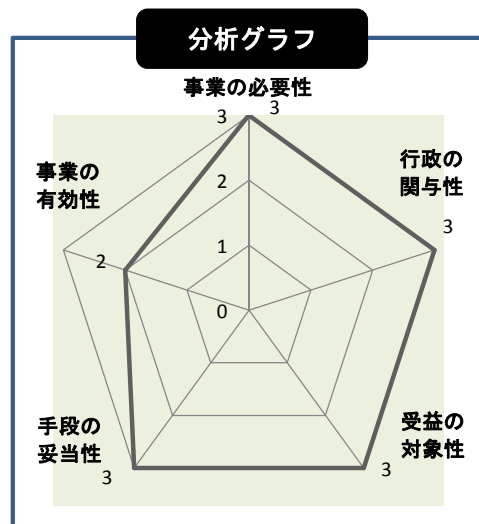 分析グラフ
事業の必要性
3
3
行政の
関与性
3
事業の
有効性
2
2
1
0
受益の
対象性
3
手段の
妥当性
3